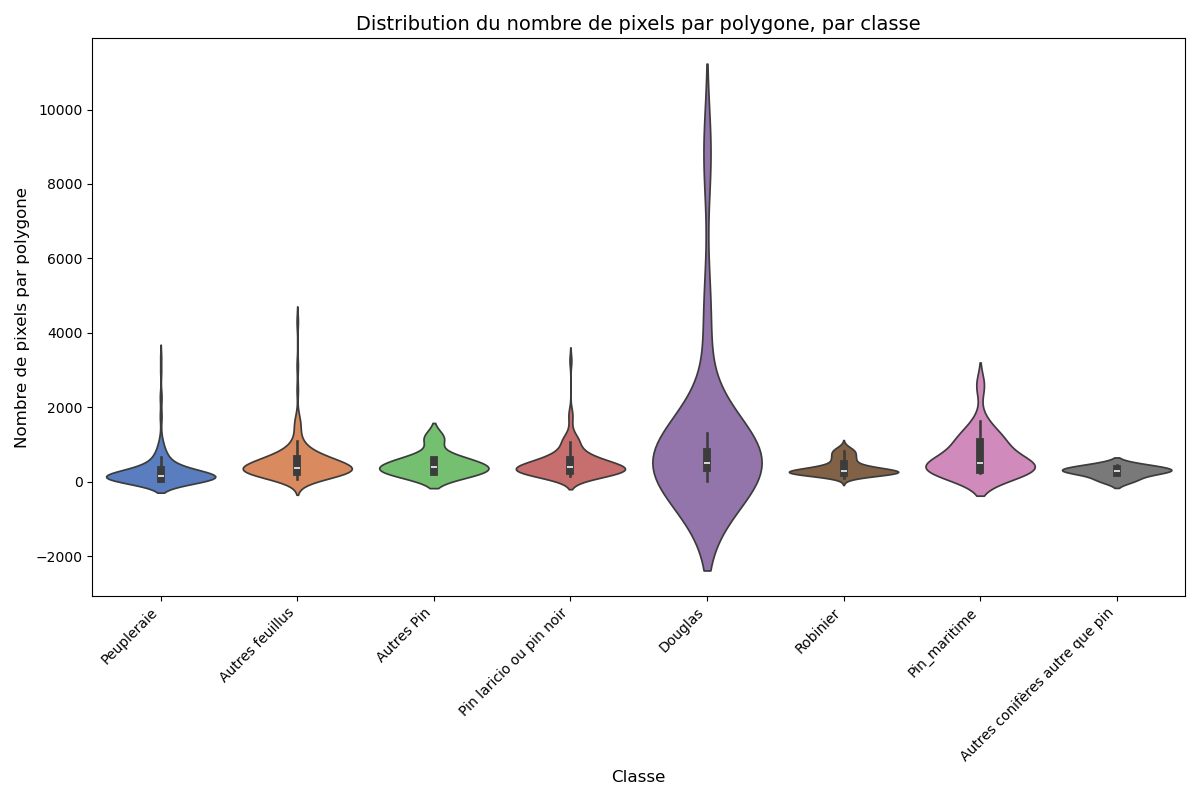 Distribution du nombre de pixels par polygone, par classe
Nombre de pixels par polygone
10000
8000
6000
4000
2000
0
−2000
Peupleraie
Autres feuillus
Autres Pin
Pin laricio ou pin noir
Douglas
Robinier
Pin_maritime
Autres conifères autre que pin
Classe